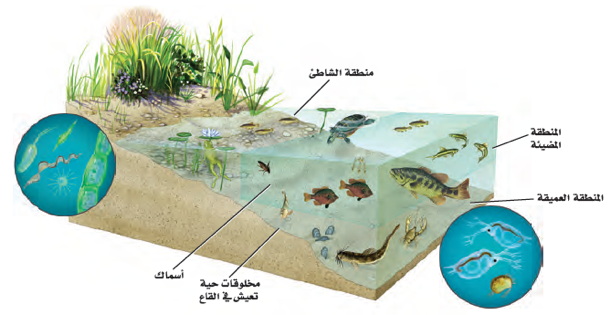 منطقة الشاطئ
المنطقة
المضيئة
المنطقة العميقة
أسماك
مخلوقات حية
تعيش في القاع